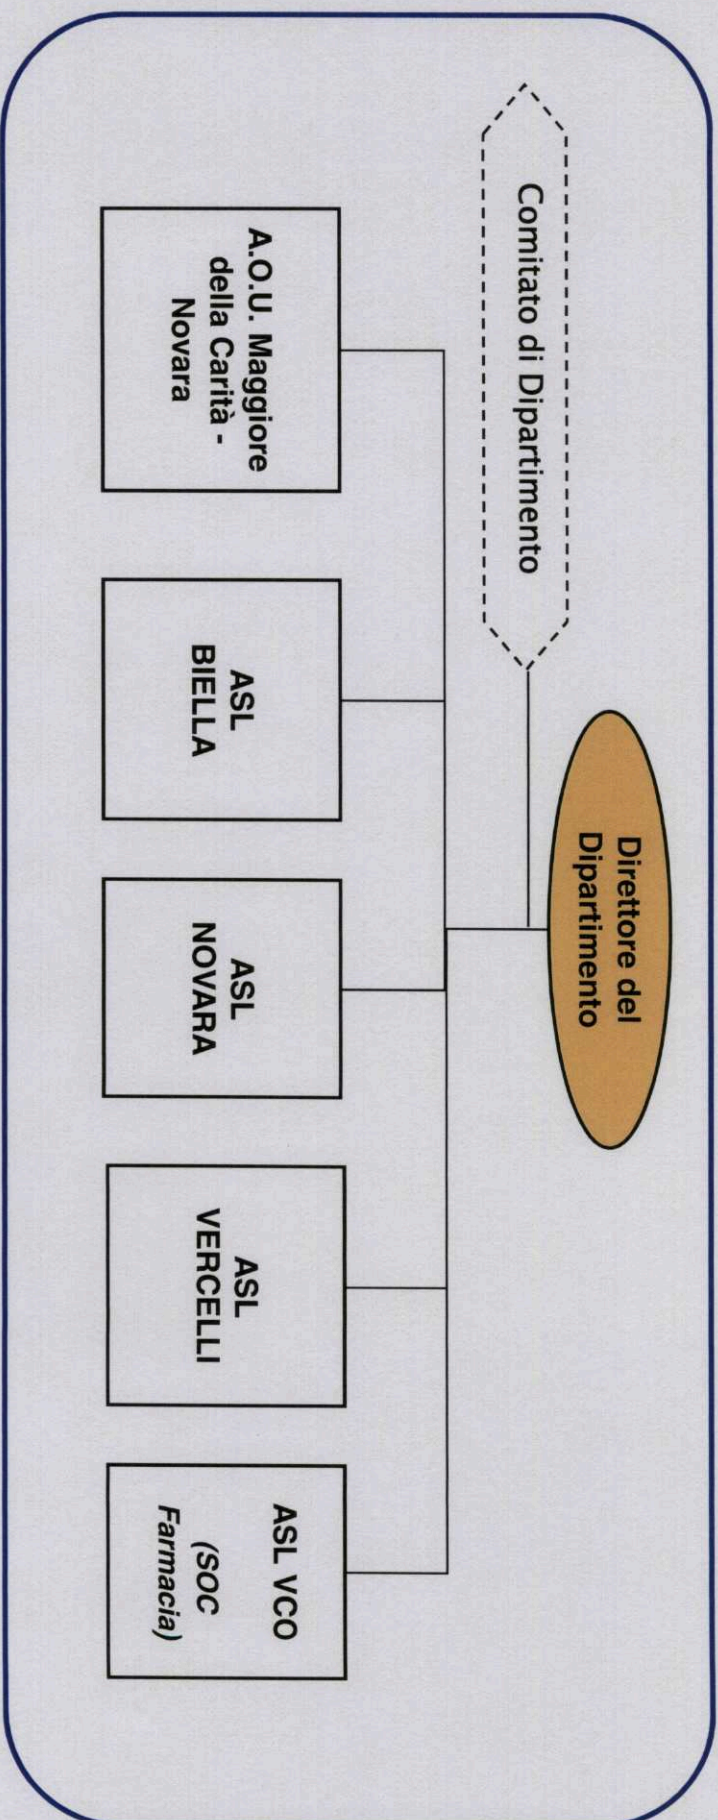 Direttore del
Dipartimento
Comitato di Dipartimento
A.O.U. Maggiore
della Carità -
Novara
ASL
BIELLA
ASL
NOVARA
ASL
VERCELLI
ASL VCO
(SOC
Farmacia)